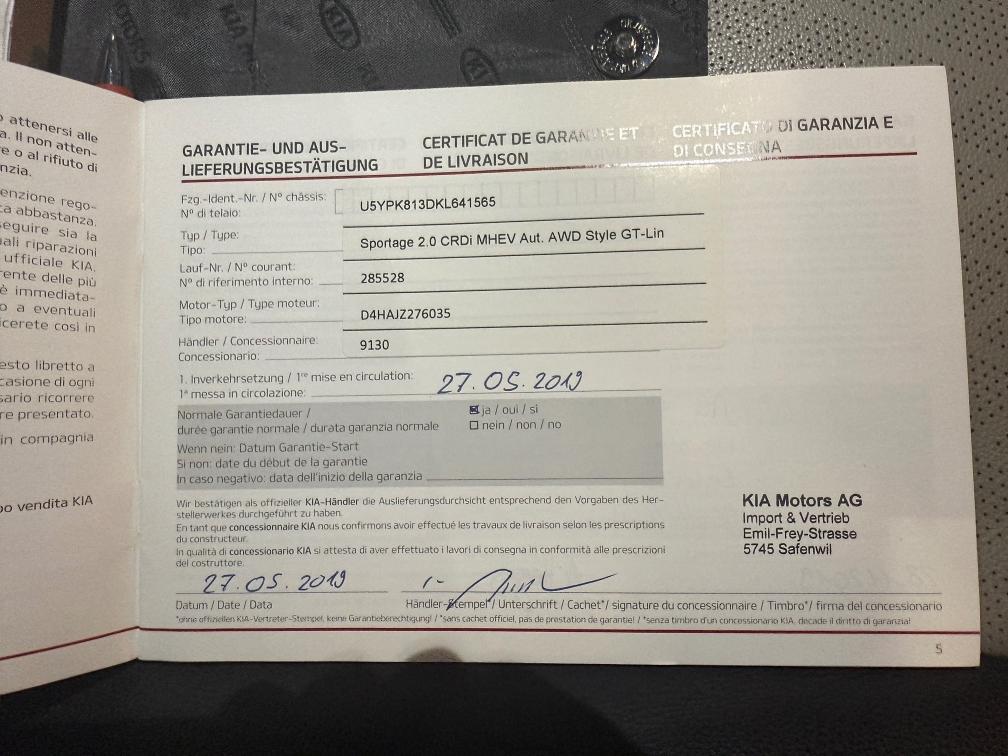 attenersi alle
a. Il non atten-
e o al rifiuto di
nzia.
enzione rego-
ta abbastanza.
eguire sia la
uali riparazioni
ufficiale KIA.
rente delle più
è immediata-
o a eventuali
icerete così in
esto libretto a
casione di ogni
sario ricorrere
re presentato.
in compagnia
po vendita KIA
KIA
GARANTIE- UND AUS-
LIEFERUNGSBESTÄTIGUNG
CERTIFICAT DE GARANTIE ET
DE LIVRAISON
CERTIFICATO DI GARANZIA E
DI CONSEGNA
Fzg.-Ident.-Nr. / N° châssis:
N° di telaio:
U5YPK813DKL641565
Typ / Type:
Tipo:
Sportage 2.0 CRDi MHEV Aut. AWD Style GT-Lin
Lauf-Nr. / N° courant:
N° di riferimento interno:
285528
Motor-Typ / Type moteur:
Tipo motore:
D4HAJZ276035
Händler / Concessionnaire:
Concessionario:
9130
1. Inverkehrsetzung / 1re mise en circulation:
1a messa in circolazione:
27.05.2019
Normale Garantiedauer /
durée garantie normale / durata garanzia normale
☒ ja / oui / si
☐ nein / non / no
Wenn nein: Datum Garantie-Start
Si non: date du début de la garantie
In caso negativo: data dell'inizio della garanzia
Wir bestätigen als offizieller KIA-Händler die Auslieferungsdurchsicht entsprechend den Vorgaben des Her-
stellerwerkes durchgeführt zu haben.
En tant que concessionnaire KIA nous confirmons avoir effectué les travaux de livraison selon les prescriptions
du constructeur.
In qualità di concessionario KIA si attesta di aver effettuato i lavori di consegna in conformità alle prescrizioni
del costruttore.
KIA Motors AG
Import & Vertrieb
Emil-Frey-Strasse
5745 Safenwil
27.05.2019
Datum / Date / Data
Händler-Stempel*/ Unterschrift / Cachet*/ signature du concessionnaire / Timbro*/ firma del concessionario
*ohne offiziellen KIA-Vertreter-Stempel, keine Garantieberechtigung! / *sans cachet officiel, pas de prestation de garantie! / *senza timbro d'un concessionario KIA, decade il diritto di garanzia!
5